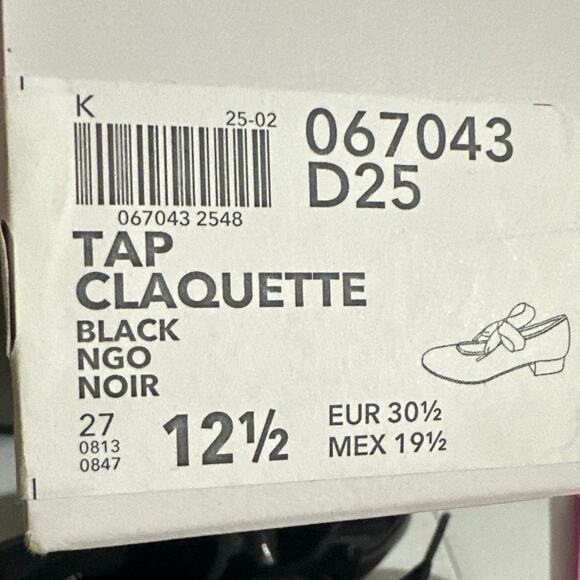 K
25-02
067043 2548
067043
D25
TAP
CLAQUETTE
BLACK
NGO
NOIR
27
0813
0847
12½
EUR 30½
MEX 19½